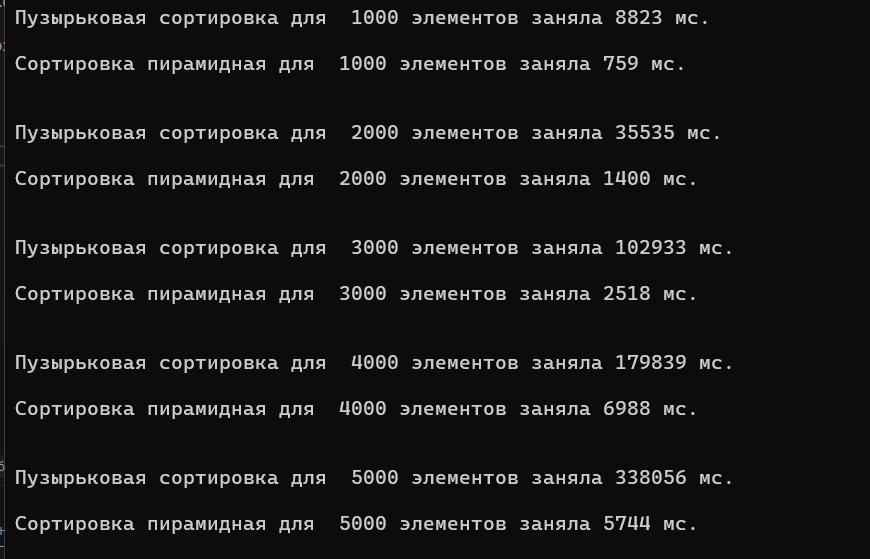 Пузырьковая сортировка для  1000 элементов заняла 8823 мс.
Сортировка пирамидная для  1000 элементов заняла 759 мс.
Пузырьковая сортировка для  2000 элементов заняла 35535 мс.
Сортировка пирамидная для  2000 элементов заняла 1400 мс.
Пузырьковая сортировка для  3000 элементов заняла 102933 мс.
Сортировка пирамидная для  3000 элементов заняла 2518 мс.
Пузырьковая сортировка для  4000 элементов заняла 179839 мс.
Сортировка пирамидная для  4000 элементов заняла 6988 мс.
Пузырьковая сортировка для  5000 элементов заняла 338056 мс.
Сортировка пирамидная для  5000 элементов заняла 5744 мс.